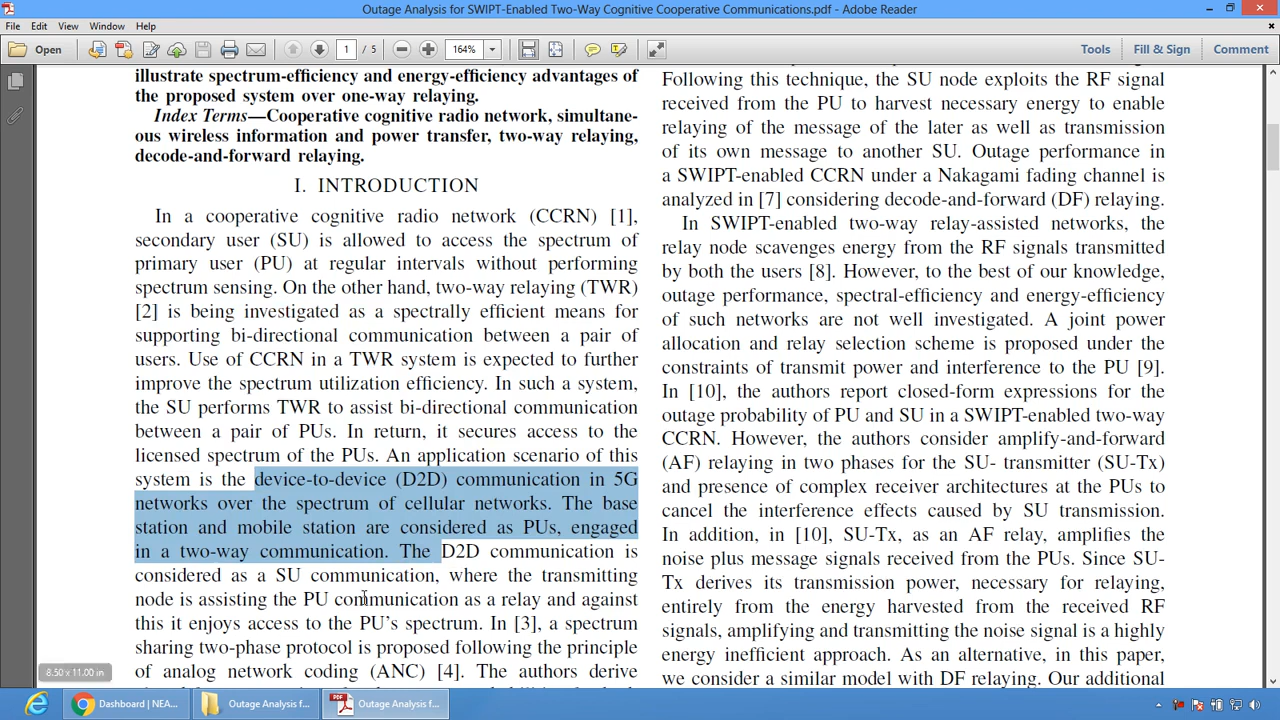 Outage Analysis for SWIPT-Enabled Two-Way Cognitive Cooperative Communications.pdf - Adobe Reader
File Edit View Window Help
Open 1 / 5 164% Tools Fill & Sign Comment
illustrate spectrum-efficiency and energy-efficiency advantages of
the proposed system over one-way relaying.
Index Terms—Cooperative cognitive radio network, simultane-
ous wireless information and power transfer, two-way relaying,
decode-and-forward relaying.
I. INTRODUCTION
In a cooperative cognitive radio network (CCRN) [1],
secondary user (SU) is allowed to access the spectrum of
primary user (PU) at regular intervals without performing
spectrum sensing. On the other hand, two-way relaying (TWR)
[2] is being investigated as a spectrally efficient means for
supporting bi-directional communication between a pair of
users. Use of CCRN in a TWR system is expected to further
improve the spectrum utilization efficiency. In such a system,
the SU performs TWR to assist bi-directional communication
between a pair of PUs. In return, it secures access to the
licensed spectrum of the PUs. An application scenario of this
system is the device-to-device (D2D) communication in 5G
networks over the spectrum of cellular networks. The base
station and mobile station are considered as PUs, engaged
in a two-way communication. The D2D communication is
considered as a SU communication, where the transmitting
node is assisting the PU communication as a relay and against
this it enjoys access to the PU's spectrum. In [3], a spectrum
sharing two-phase protocol is proposed following the principle
of analog network coding (ANC) [4]. The authors derive
Following this technique, the SU node exploits the RF signal
received from the PU to harvest necessary energy to enable
relaying of the message of the later as well as transmission
of its own message to another SU. Outage performance in
a SWIPT-enabled CCRN under a Nakagami fading channel is
analyzed in [7] considering decode-and-forward (DF) relaying.
In SWIPT-enabled two-way relay-assisted networks, the
relay node scavenges energy from the RF signals transmitted
by both the users [8]. However, to the best of our knowledge,
outage performance, spectral-efficiency and energy-efficiency
of such networks are not well investigated. A joint power
allocation and relay selection scheme is proposed under the
constraints of transmit power and interference to the PU [9].
In [10], the authors report closed-form expressions for the
outage probability of PU and SU in a SWIPT-enabled two-way
CCRN. However, the authors consider amplify-and-forward
(AF) relaying in two phases for the SU- transmitter (SU-Tx)
and presence of complex receiver architectures at the PUs to
cancel the interference effects caused by SU transmission.
In addition, in [10], SU-Tx, as an AF relay, amplifies the
noise plus message signals received from the PUs. Since SU-
Tx derives its transmission power, necessary for relaying,
entirely from the energy harvested from the received RF
signals, amplifying and transmitting the noise signal is a highly
energy inefficient approach. As an alternative, in this paper,
we consider a similar model with DF relaying. Our additional
8.50 x 11.00 in
Dashboard | NEA... Outage Analysis f... Outage Analysis f...